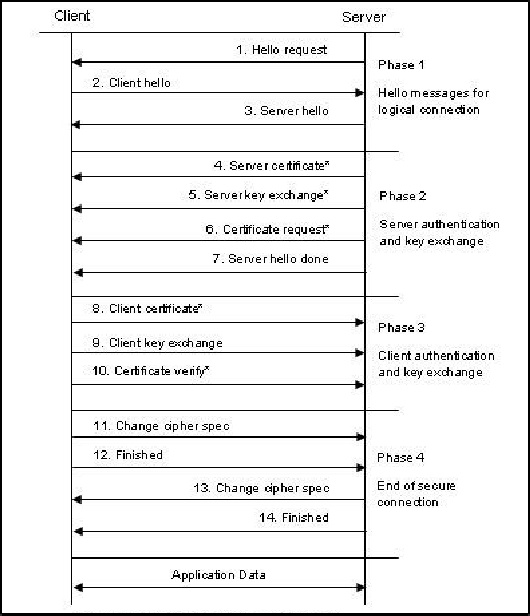 Client
Server
1. Hello request
Phase 1
2. Client hello
Hello messages for
logical connection
3. Server hello
4. Server certificate*
5. Server key exchange*
Phase 2
6. Certificate request*
Server authentication
and key exchange
7. Server hello done
8. Client certificate*
Phase 3
9. Client key exchange
Client authentication
and key exchange
10. Certificate verify*
11. Change cipher spec
12. Finished
Phase 4
13. Change cipher spec
End of secure
connection
14. Finished
Application Data